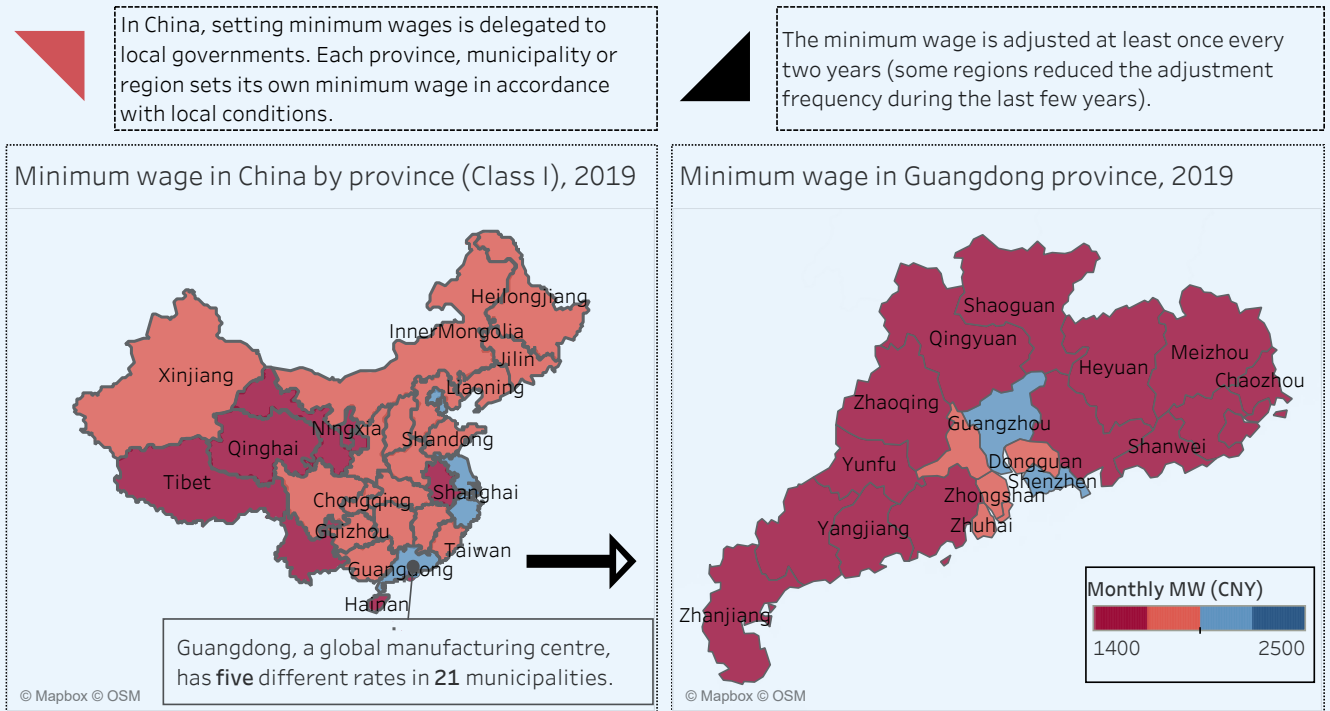 In China, setting minimum wages is delegated to
local governments. Each province, municipality or
region sets its own minimum wage in accordance
with local conditions.
The minimum wage is adjusted at least once every
two years (some regions reduced the adjustment
frequency during the last few years).
Minimum wage in China by province (Class I), 2019
Heilongjiang
InnerMongolia
Jilin
Xinjiang
Liaoning
Ningxia
Shandong
Qinghai
Tibet
Chongqing
Shanghai
Guizhou
Taiwan
Guangdong
Hainan
Guangdong, a global manufacturing centre,
has five different rates in 21 municipalities.
© Mapbox © OSM
Minimum wage in Guangdong province, 2019
Shaoguan
Qingyuan
Heyuan
Meizhou
Chaozhou
Zhaoqing
Guangzhou
Shanwei
Yunfu
Dongguan
Shenzhen
Zhongshan
Yangjiang
Zhuhai
Zhanjiang
Monthly MW (CNY)
1400 2500
© Mapbox © OSM